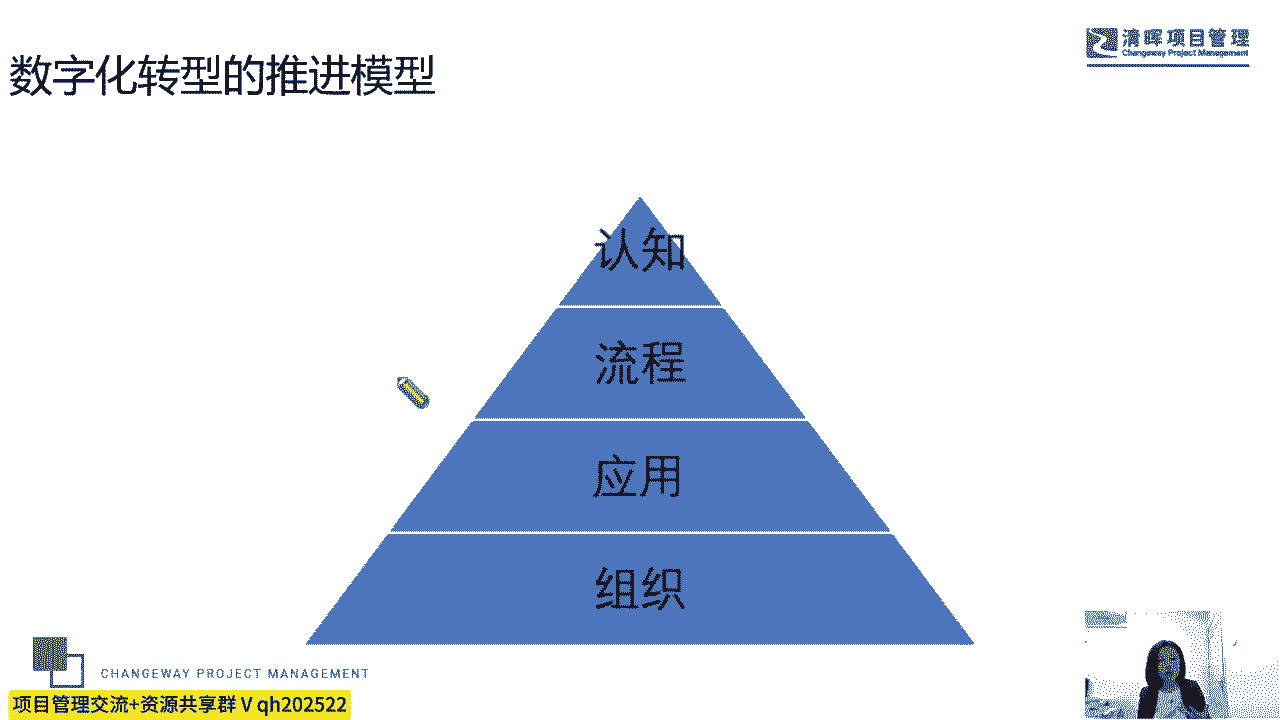 数字化转型的推进模型
清晖项目管理
Changeway Project Management
认知
流程
应用
组织
CHANGEWAY PROJECT MANAGEMENT
项目管理交流+资源共享群 V qh202522